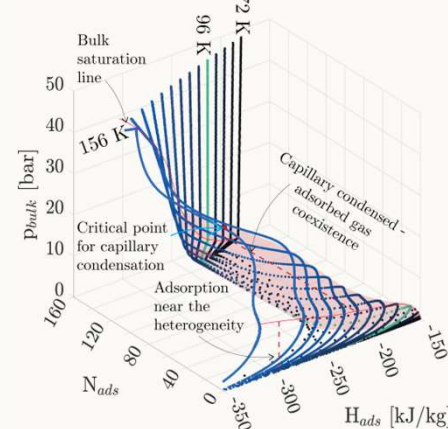 72 K
96 K
Bulk
saturation
line
50
156 K
40
30
20
10
0
p_bulk [bar]
Capillary condensed -
adsorbed gas
coexistence
Critical point
for capillary
condensation
Adsorption
near the
heterogeneity
160
120
80
40
0
N_ads
-350
-300
-250
-200
-150
H_ads [kJ/kg]